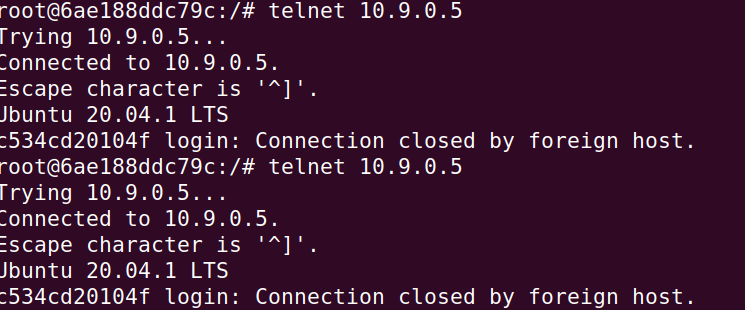 root@6ae188ddc79c:/# telnet 10.9.0.5
Trying 10.9.0.5...
Connected to 10.9.0.5.
Escape character is '^]'.
Ubuntu 20.04.1 LTS
c534cd20104f login: Connection closed by foreign host.
root@6ae188ddc79c:/# telnet 10.9.0.5
Trying 10.9.0.5...
Connected to 10.9.0.5.
Escape character is '^]'.
Ubuntu 20.04.1 LTS
c534cd20104f login: Connection closed by foreign host.